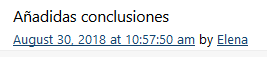 Añadidas conclusiones
August 30, 2018 at 10:57:50 am by Elena